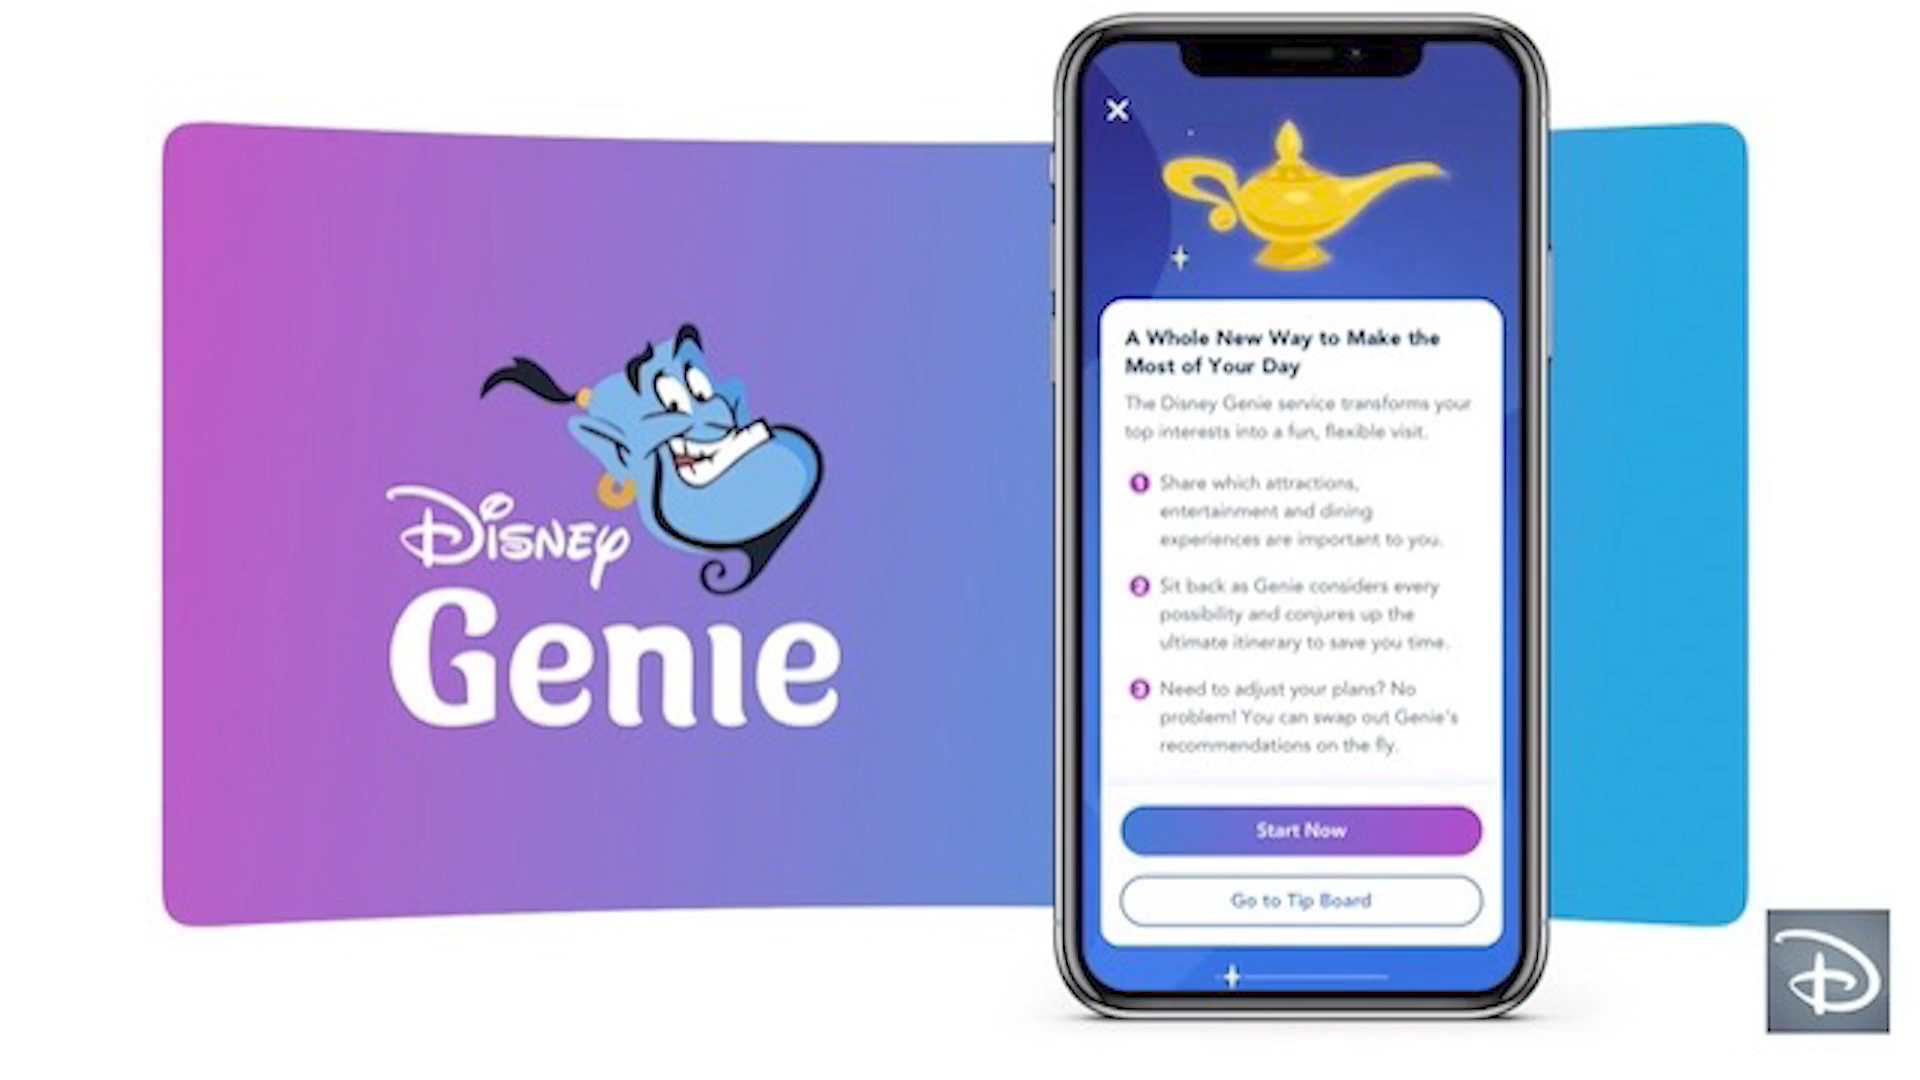 Disney
Genie
A Whole New Way to Make the
Most of Your Day
The Disney Genie service transforms your
top interests into a fun, flexible visit.
1 Share which attractions,
entertainment and dining
experiences are important to you.
2 Sit back as Genie considers every
possibility and conjures up the
ultimate itinerary to save you time.
3 Need to adjust your plans? No
problem! You can swap out Genie's
recommendations on the fly.
Start Now
Go to Tip Board
D